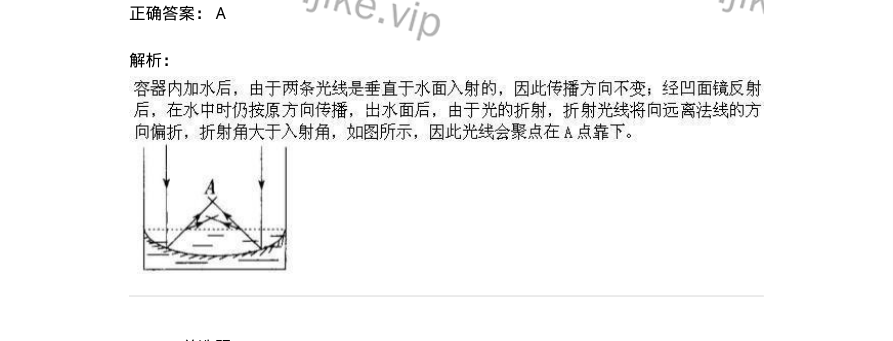 正确答案： A
jike.vip
解析：
容器内加水后，由于两条光线是垂直于水面入射的，因此传播方向不变；经凹面镜反射
后，在水中时仍按原方向传播，出水面后，由于光的折射，折射光线将向远离法线的方
向偏折，折射角大于入射角，如图所示，因此光线会聚点在 A 点靠下。
A